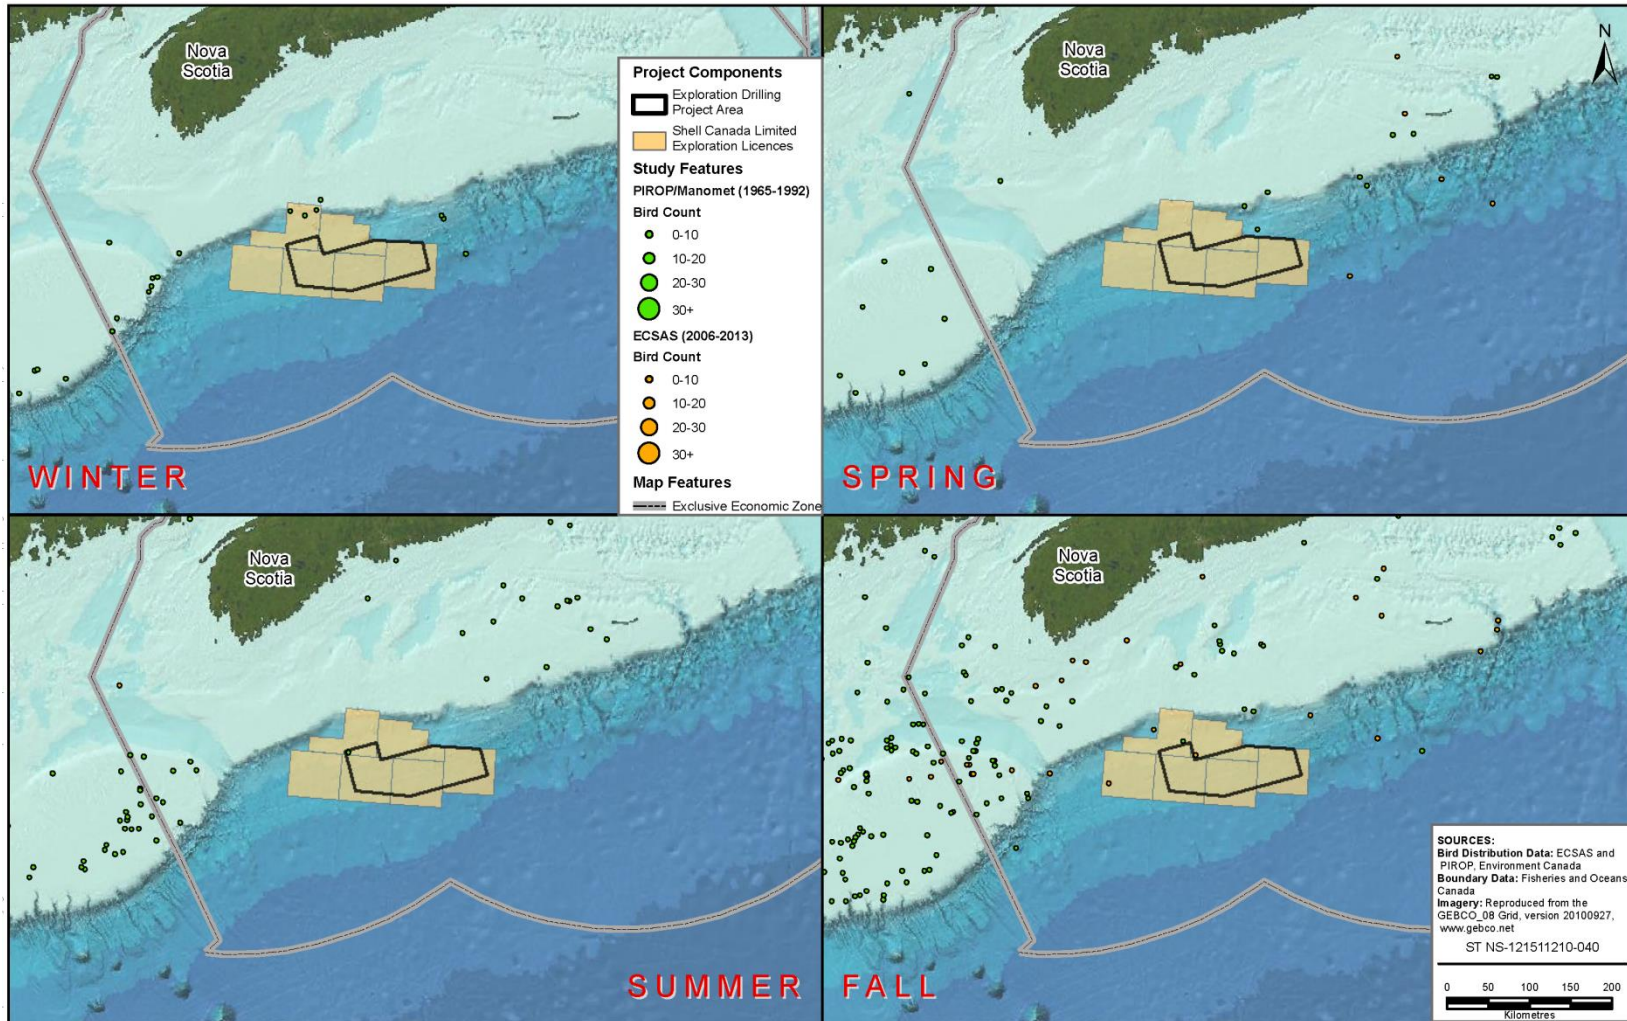 Nova
Scotia
WINTER
Project Components
Exploration Drilling
Project Area
Shell Canada Limited
Exploration Licences
Study Features
PIROP/Manomet (1965-1992)
Bird Count
0-10
10-20
20-30
30+
ECSAS (2006-2013)
Bird Count
0-10
10-20
20-30
30+
Map Features
Exclusive Economic Zone
Nova
Scotia
N
SPRING
Nova
Scotia
SUMMER
Nova
Scotia
FALL
SOURCES:
Bird Distribution Data: ECSAS and
PIROP, Environment Canada
Boundary Data: Fisheries and Oceans
Canada
Imagery: Reproduced from the
GEBCO_08 Grid, version 20100927,
www.gebco.net
ST NS-121511210-040
0 50 100 150 200
Kilometres